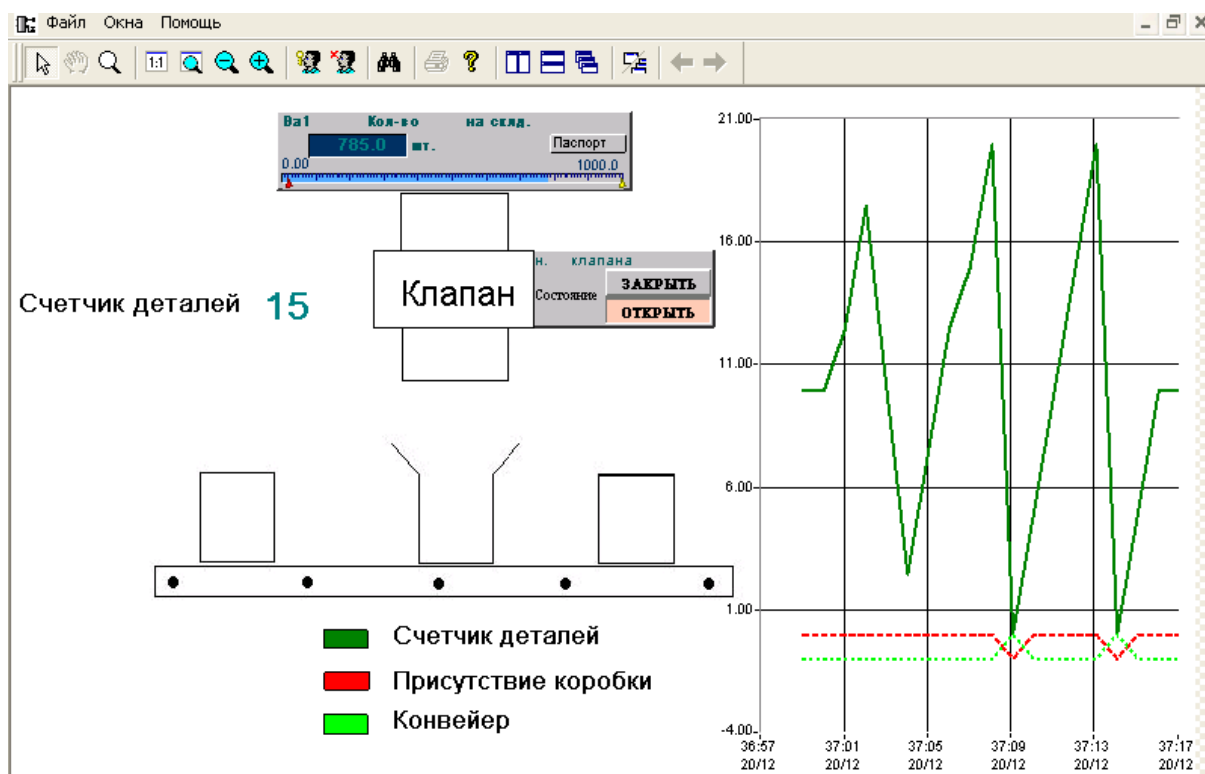 Файл Окна Помощь
1:1
Ва1 Кол-во на скд.
785.0 шт. Паспорт
0.00 1000.0
н. клапана
Клапан
Состояние
ЗАКРЫТЬ
ОТКРЫТЬ
Счетчик деталей 15
Счетчик деталей
Присутствие коробки
Конвейер
21.00
16.00
11.00
6.00
1.00
-4.00
36:57 37:01 37:05 37:09 37:13 37:17
20/12 20/12 20/12 20/12 20/12 20/12